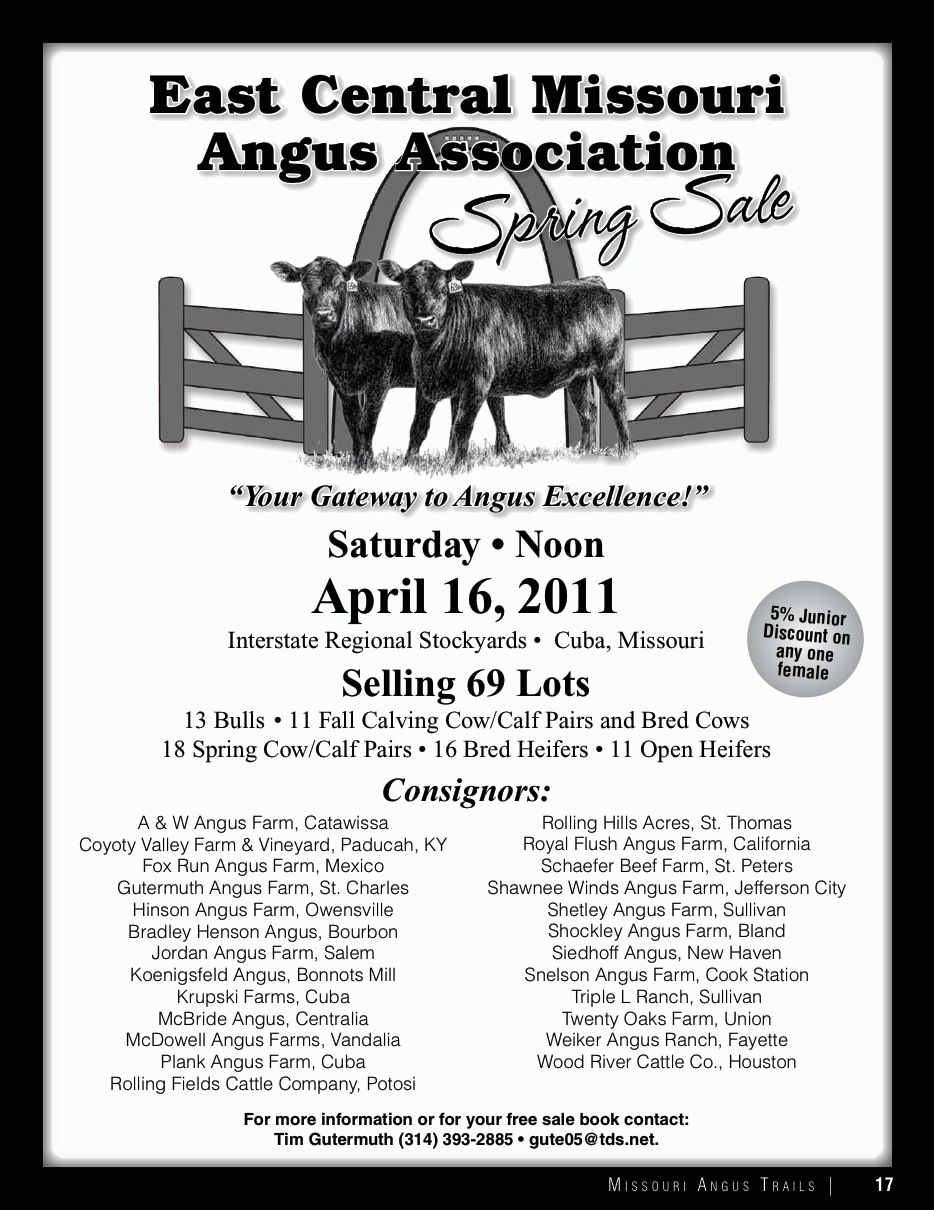 East Central Missouri
Angus Association
Spring Sale
“Your Gateway to Angus Excellence!”
Saturday • Noon
April 16, 2011
Interstate Regional Stockyards • Cuba, Missouri
5% Junior
Discount on
any one
female
Selling 69 Lots
13 Bulls • 11 Fall Calving Cow/Calf Pairs and Bred Cows
18 Spring Cow/Calf Pairs • 16 Bred Heifers • 11 Open Heifers
Consignors:
A & W Angus Farm, Catawissa
Coyoty Valley Farm & Vineyard, Paducah, KY
Fox Run Angus Farm, Mexico
Gutermuth Angus Farm, St. Charles
Hinson Angus Farm, Owensville
Bradley Henson Angus, Bourbon
Jordan Angus Farm, Salem
Koenigsfeld Angus, Bonnots Mill
Krupski Farms, Cuba
McBride Angus, Centralia
McDowell Angus Farms, Vandalia
Plank Angus Farm, Cuba
Rolling Fields Cattle Company, Potosi
Rolling Hills Acres, St. Thomas
Royal Flush Angus Farm, California
Schaefer Beef Farm, St. Peters
Shawnee Winds Angus Farm, Jefferson City
Shetley Angus Farm, Sullivan
Shockley Angus Farm, Bland
Siedhoff Angus, New Haven
Snelson Angus Farm, Cook Station
Triple L Ranch, Sullivan
Twenty Oaks Farm, Union
Weiker Angus Ranch, Fayette
Wood River Cattle Co., Houston
For more information or for your free sale book contact:
Tim Gutermuth (314) 393-2885 • gute05@tds.net.
Missouri Angus Trails | 17